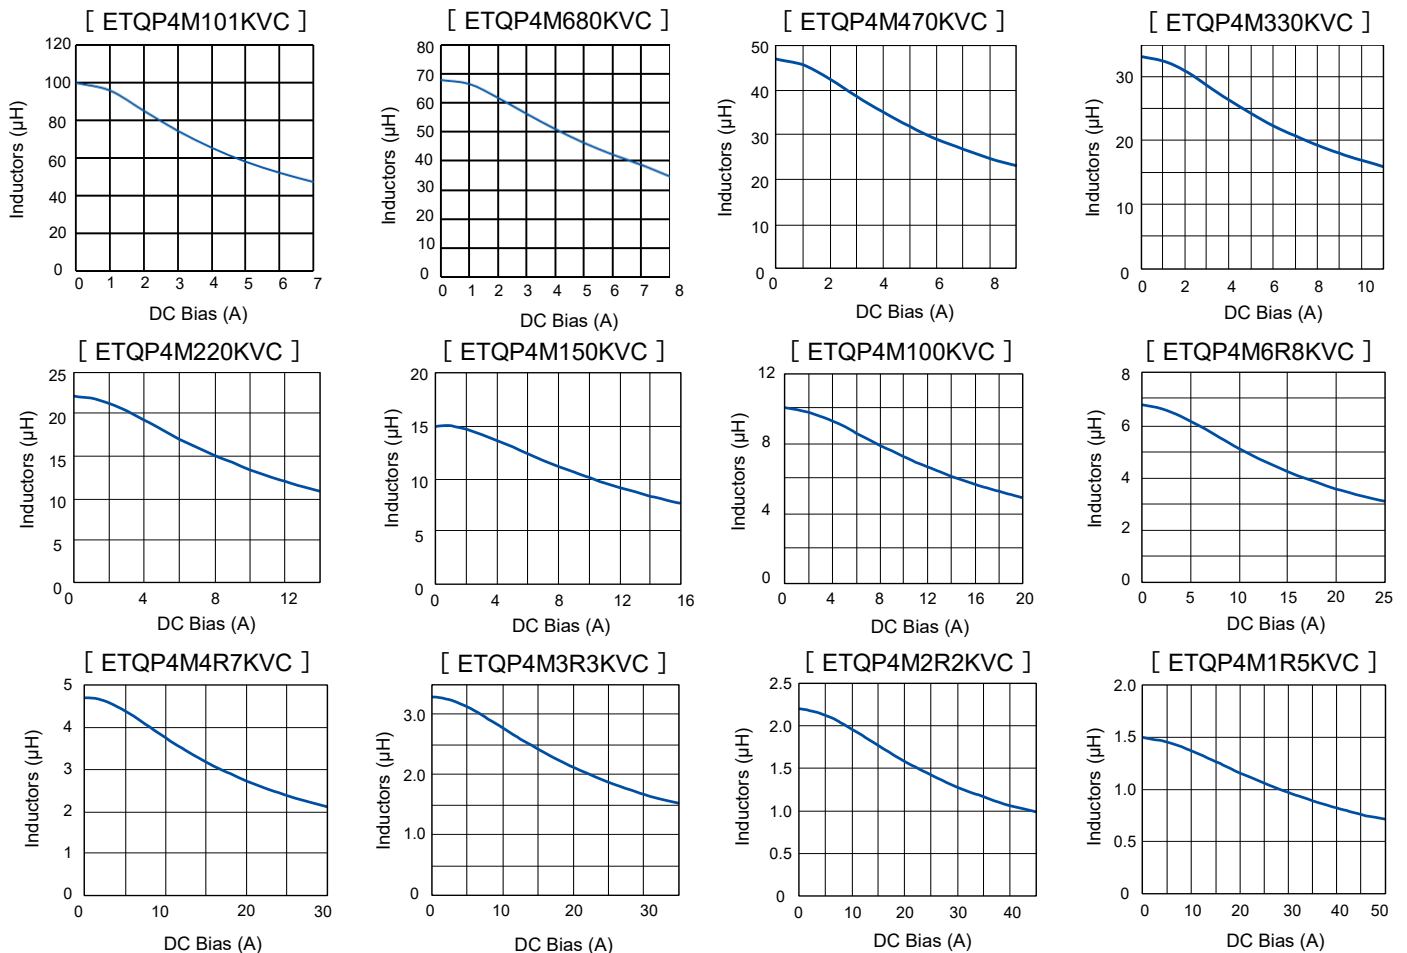 [ ETQP4M101KVC ]
120
100
80
60
40
20
0
Inductors (μH)
0 1 2 3 4 5 6 7
DC Bias (A)
[ ETQP4M680KVC ]
80
70
60
50
40
30
20
10
0
Inductors (μH)
0 1 2 3 4 5 6 7 8
DC Bias (A)
[ ETQP4M470KVC ]
50
40
30
20
10
0
Inductors (μH)
0 2 4 6 8
DC Bias (A)
[ ETQP4M330KVC ]
30
20
10
0
Inductors (μH)
0 2 4 6 8 10
DC Bias (A)
[ ETQP4M220KVC ]
25
20
15
10
5
0
Inductors (μH)
0 4 8 12
DC Bias (A)
[ ETQP4M150KVC ]
20
15
10
5
0
Inductors (μH)
0 4 8 12 16
DC Bias (A)
[ ETQP4M100KVC ]
12
8
4
0
Inductors (μH)
0 4 8 12 16 20
DC Bias (A)
[ ETQP4M6R8KVC ]
8
6
4
2
0
Inductors (μH)
0 5 10 15 20 25
DC Bias (A)
[ ETQP4M4R7KVC ]
5
4
3
2
1
0
Inductors (μH)
0 10 20 30
DC Bias (A)
[ ETQP4M3R3KVC ]
3.0
2.0
1.0
0
Inductors (μH)
0 10 20 30
DC Bias (A)
[ ETQP4M2R2KVC ]
2.5
2.0
1.5
1.0
0.5
0
Inductors (μH)
0 10 20 30 40
DC Bias (A)
[ ETQP4M1R5KVC ]
2.0
1.5
1.0
0.5
0
Inductors (μH)
0 10 20 30 40 50
DC Bias (A)